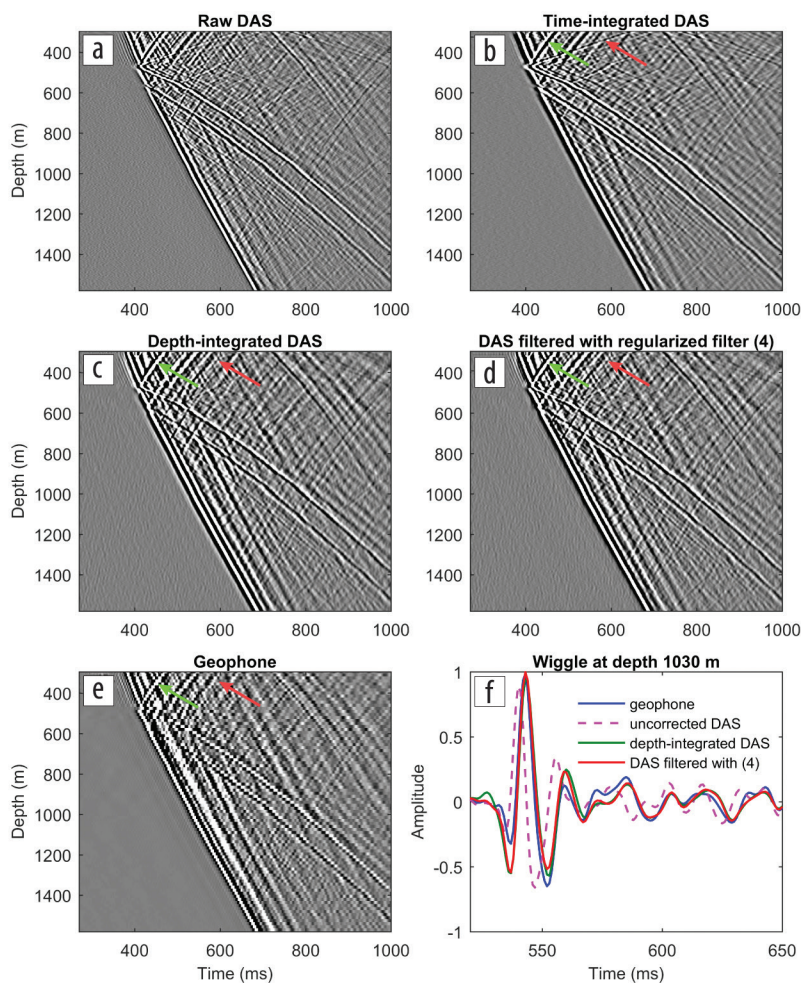 Raw DAS
a
Depth (m)
400
600
800
1000
1200
1400
400
600
800
1000
Time-integrated DAS
b
400
600
800
1000
1200
1400
400
600
800
1000
Depth-integrated DAS
c
Depth (m)
400
600
800
1000
1200
1400
400
600
800
1000
DAS filtered with regularized filter (4)
d
400
600
800
1000
1200
1400
400
600
800
1000
Geophone
e
Depth (m)
400
600
800
1000
1200
1400
400
600
800
1000
Time (ms)
Wiggle at depth 1030 m
f
geophone
uncorrected DAS
depth-integrated DAS
DAS filtered with (4)
Amplitude
1
0.5
0
-0.5
-1
550
600
650
Time (ms)